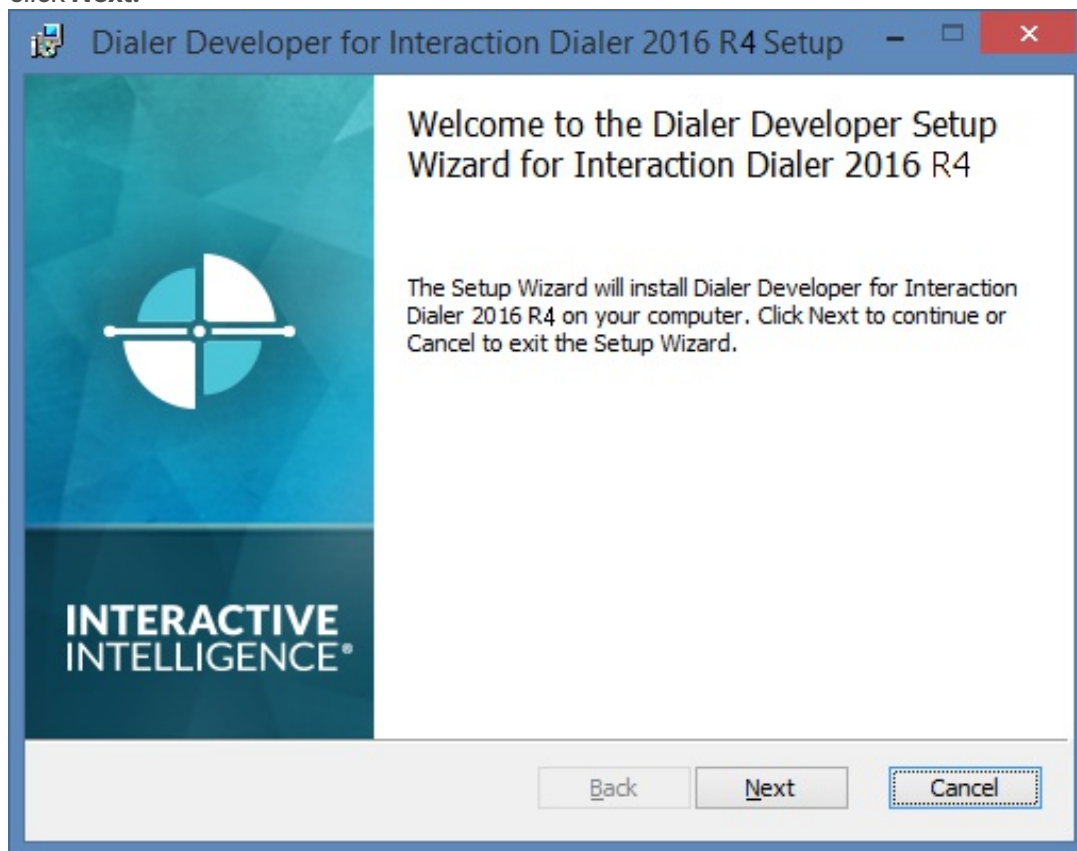 click Next.
Dialer Developer for Interaction Dialer 2016 R4 Setup
Welcome to the Dialer Developer Setup
Wizard for Interaction Dialer 2016 R4
The Setup Wizard will install Dialer Developer for Interaction
Dialer 2016 R4 on your computer. Click Next to continue or
Cancel to exit the Setup Wizard.
INTERACTIVE
INTELLIGENCE®
Back Next Cancel